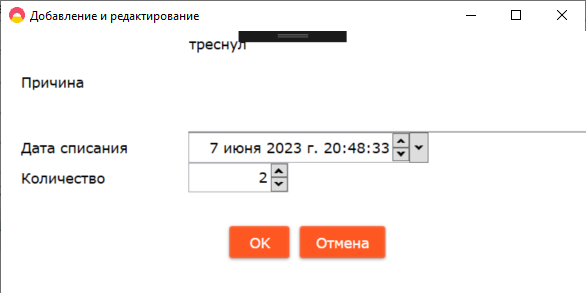 Добавление и редактирование
треснул
Причина
Дата списания 7 июня 2023 г. 20:48:33
Количество 2
OK Отмена